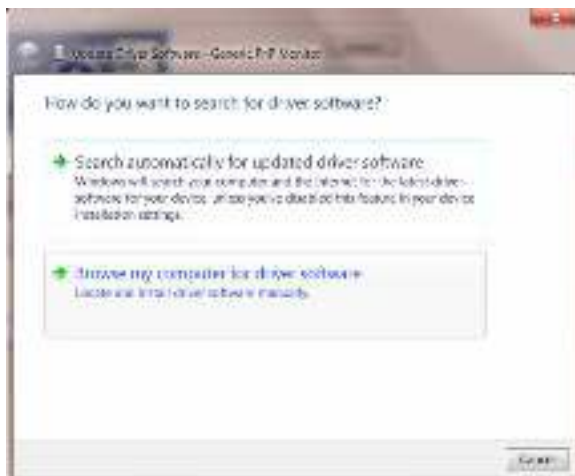 Update Driver Software - Generic PnP Monitor
How do you want to search for driver software?
Search automatically for updated driver software
Windows will search your computer and the Internet for the latest driver
software for your device, unless you've disabled this feature in your device
installation settings.
Browse my computer for driver software
Locate and install driver software manually.
Cancel